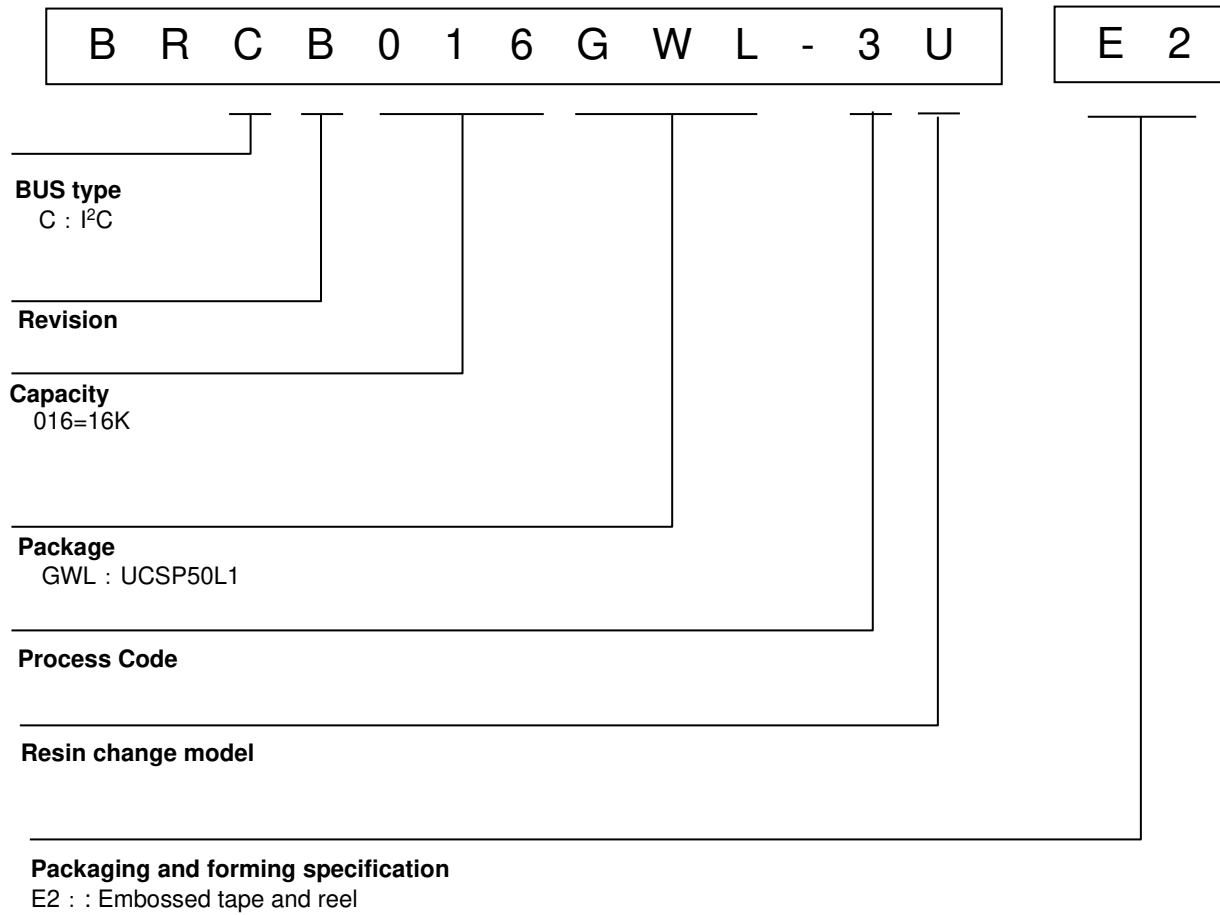 B R C B 0 1 6 G W L - 3 U E 2
BUS type
C : I²C
Revision
Capacity
016=16K
Package
GWL : UCSP50L1
Process Code
Resin change model
Packaging and forming specification
E2 : : Embossed tape and reel